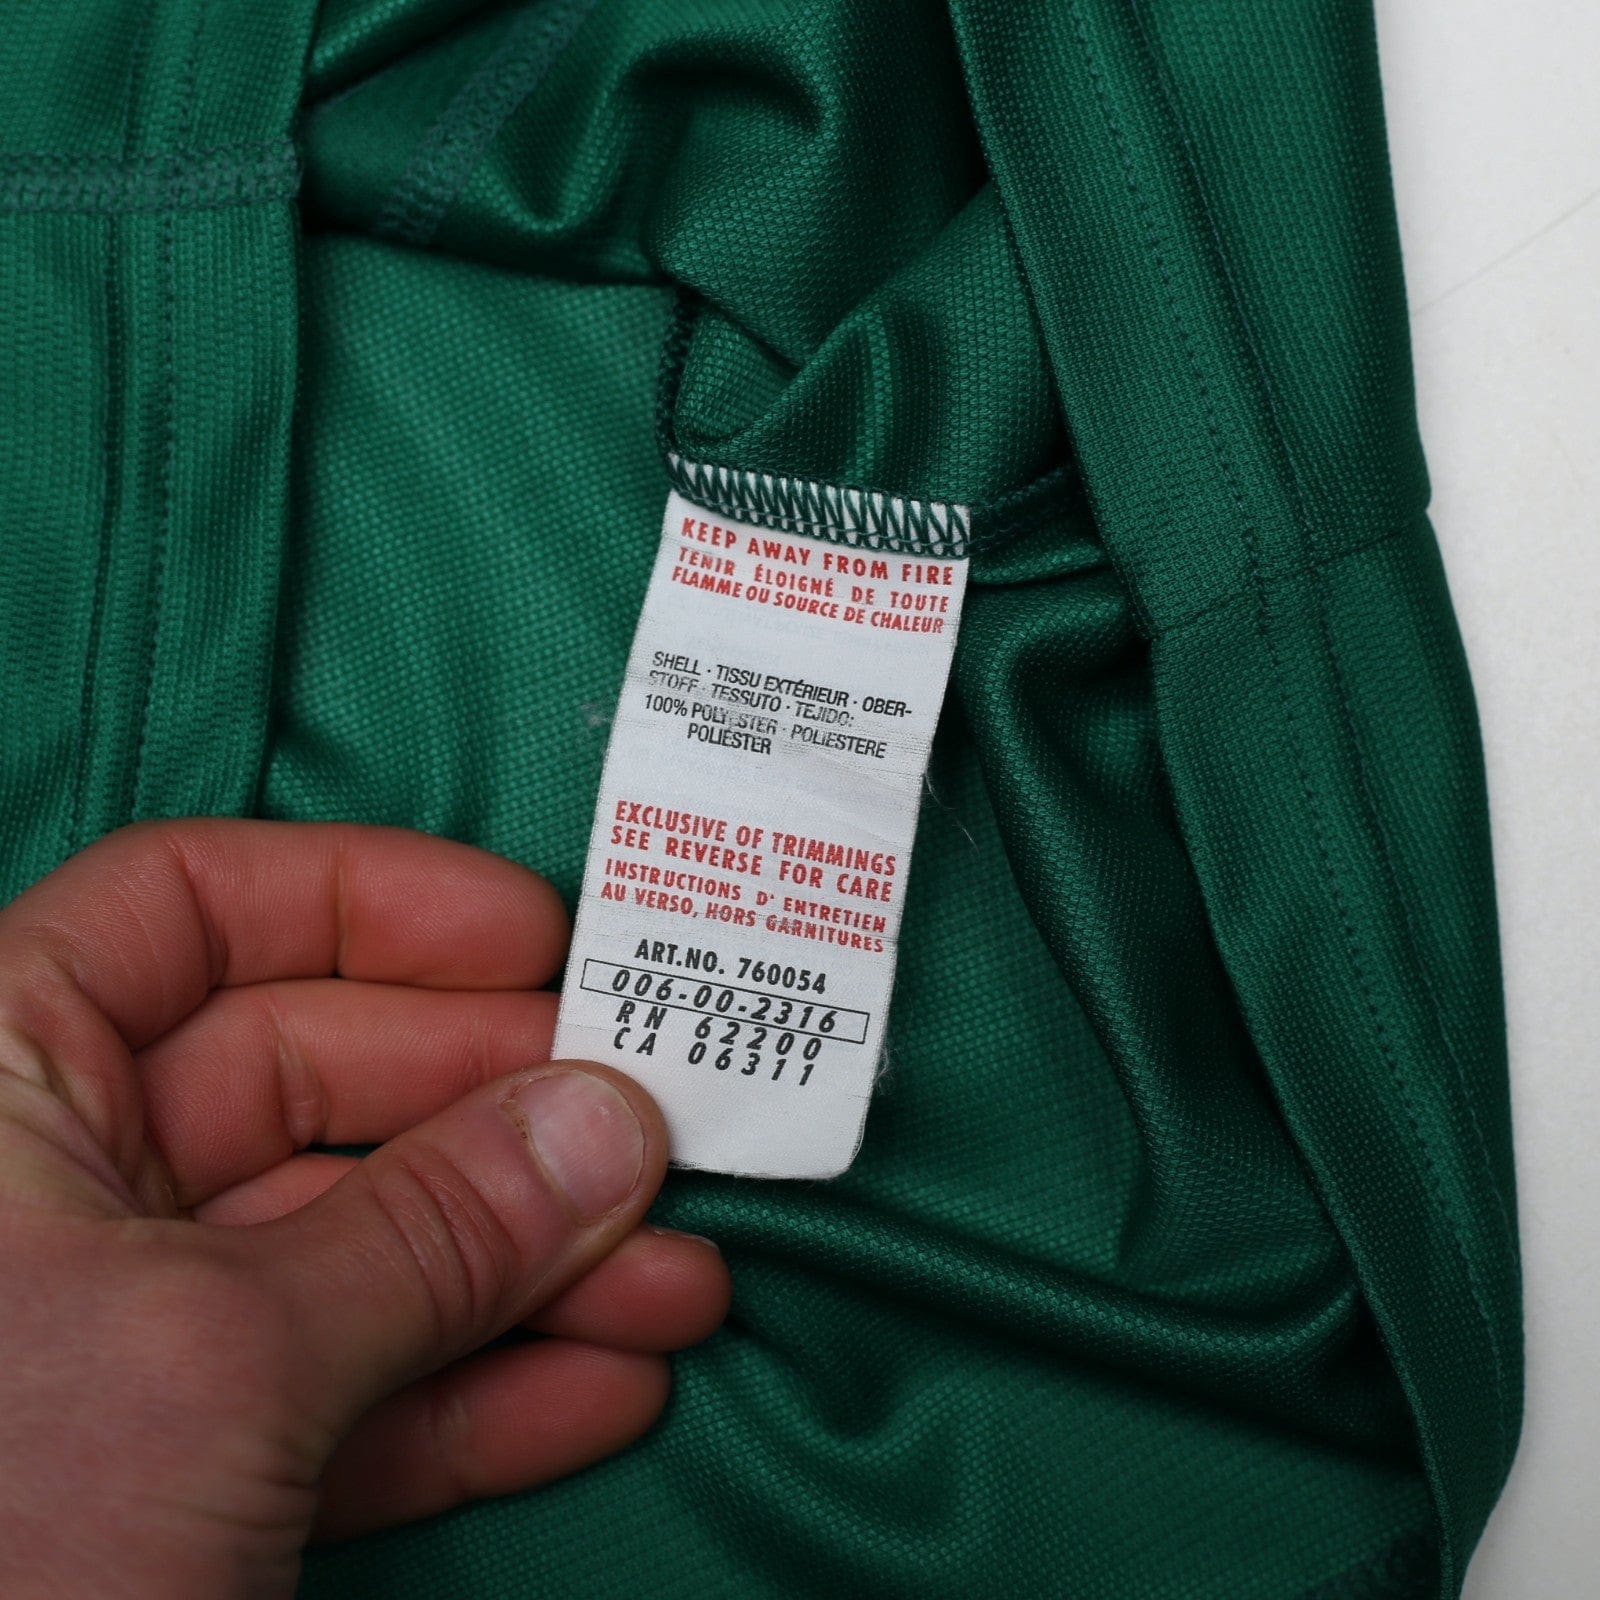 KEEP AWAY FROM FIRE
TENIR ÉLOIGNÉ DE TOUTE
FLAMME OU SOURCE DE CHALEUR
SHELL · TISSU EXTÉRIEUR · OBER-
STOFF · TESSUTO · TEJIDO:
100% POLYESTER · POLIESTERE
POLIÉSTER
EXCLUSIVE OF TRIMMINGS
SEE REVERSE FOR CARE
INSTRUCTIONS D'ENTRETIEN
AU VERSO, HORS GARNITURES
ART.NO. 760054
006-00-2316
RN 62200
CA 06311